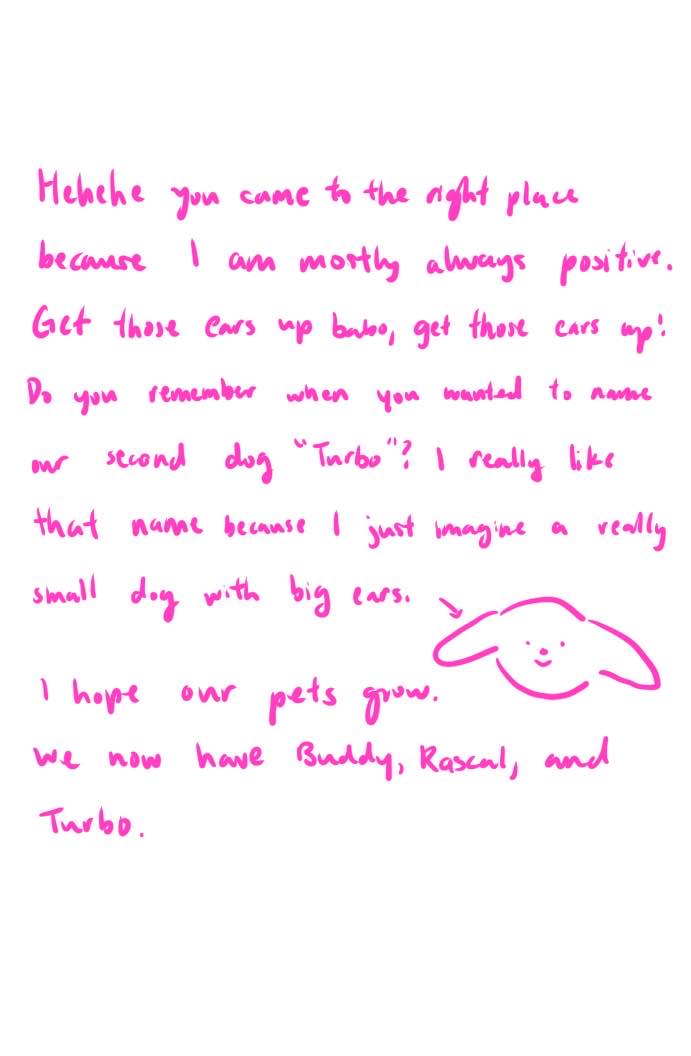 Hehehe you came to the right place
because I am mostly always positive.
Get those ears up babo, get those ears up!
Do you remember when you wanted to name
our second dog "Turbo"? I really like
that name because I just imagine a really
small dog with big ears.
I hope our pets grow.
We now have Buddy, Rascal, and
Turbo.